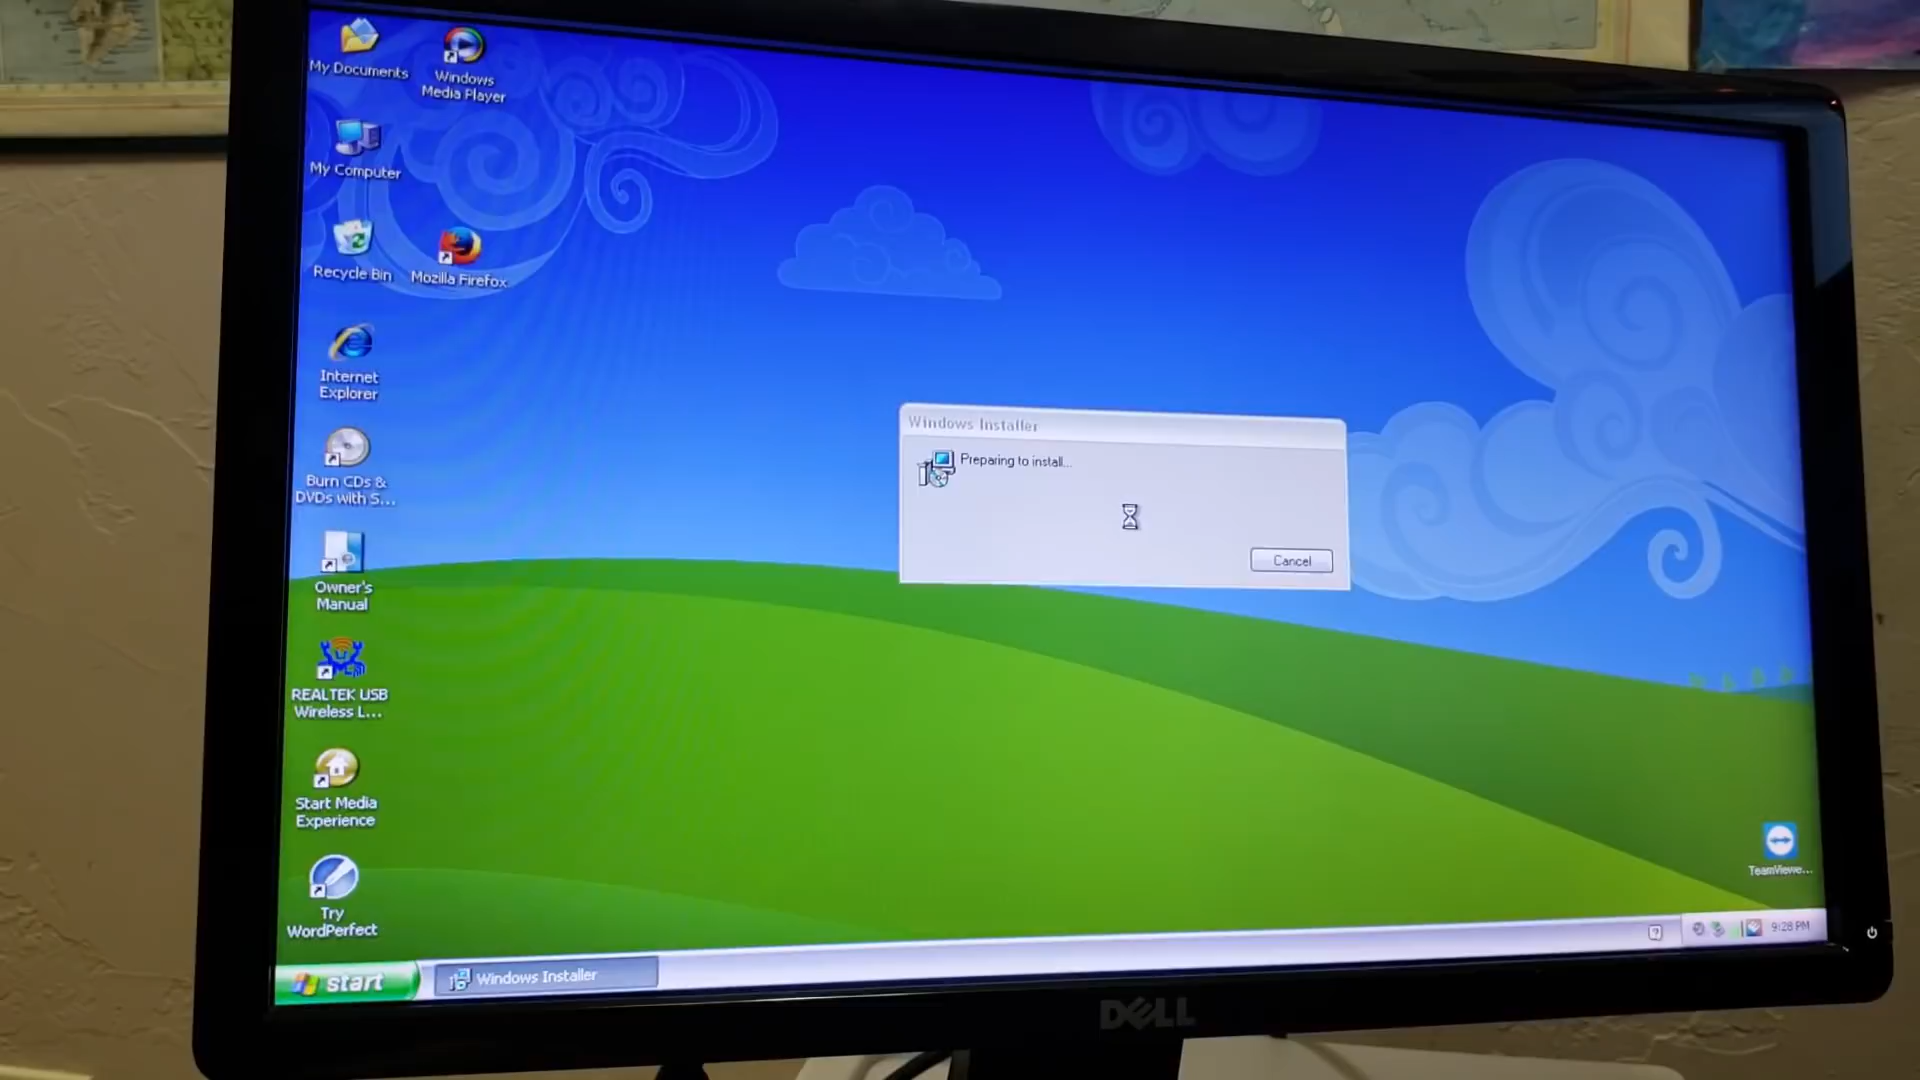 My Documents
Windows
Media Player
My Computer
Recycle Bin
Mozilla Firefox
Internet
Explorer
Burn CDs &
DVDs with S...
Owner's
Manual
REALTEK USB
Wireless L...
Start Media
Experience
Try
WordPerfect
Windows Installer
Preparing to install...
Cancel
TeamViewe...
start
Windows Installer
?
9:28 PM
DELL